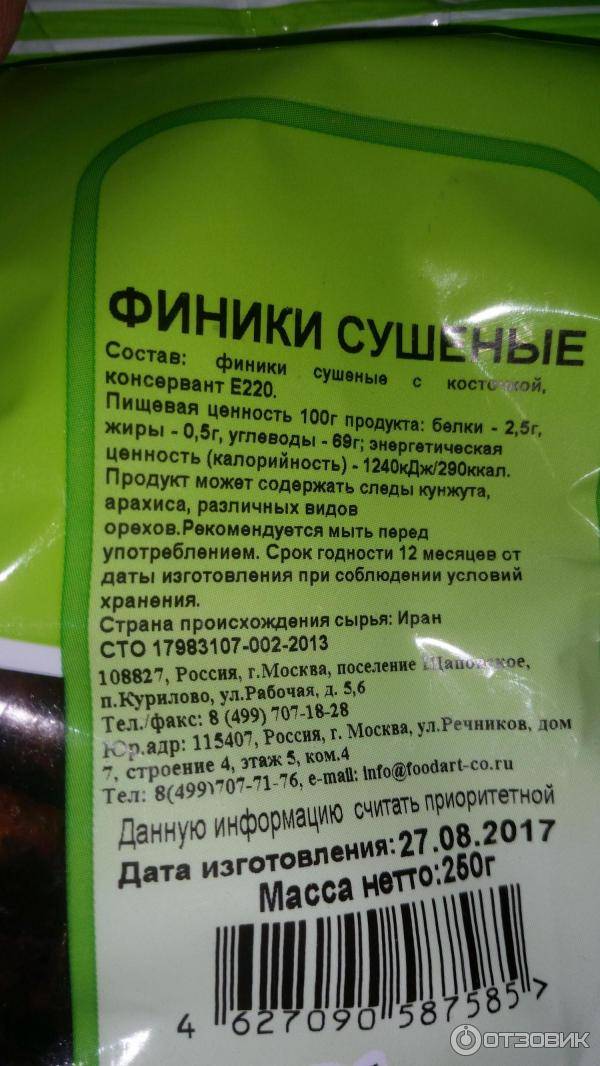 ФИНИКИ СУШЕНЫЕ
Состав: финики сушеные с косточкой,
консервант Е220.
Пищевая ценность 100г продукта: белки - 2,5г,
жиры - 0,5г, углеводы - 69г; энергетическая
ценность (калорийность) - 1240кДж/290ккал.
Продукт может содержать следы кунжута,
арахиса, различных видов
орехов.Рекомендуется мыть перед
употреблением. Срок годности 12 месяцев от
даты изготовления при соблюдении условий
хранения.
Страна происхождения сырья: Иран
СТО 17983107-002-2013
108827, Россия, г.Москва, поселение Щаповское,
п.Курилово, ул.Рабочая, д. 5,6
Тел./факс: 8 (499) 707-18-28
Юр.адр: 115407, Россия, г. Москва, ул.Речников, дом
7, строение 4, этаж 5, ком.4
Тел: 8(499)707-71-76, e-mail: info@foodart-co.ru
Данную информацию считать приоритетной
Дата изготовления:27.08.2017
Масса нетто:250г
4 627090 587585
ОТЗОВИК